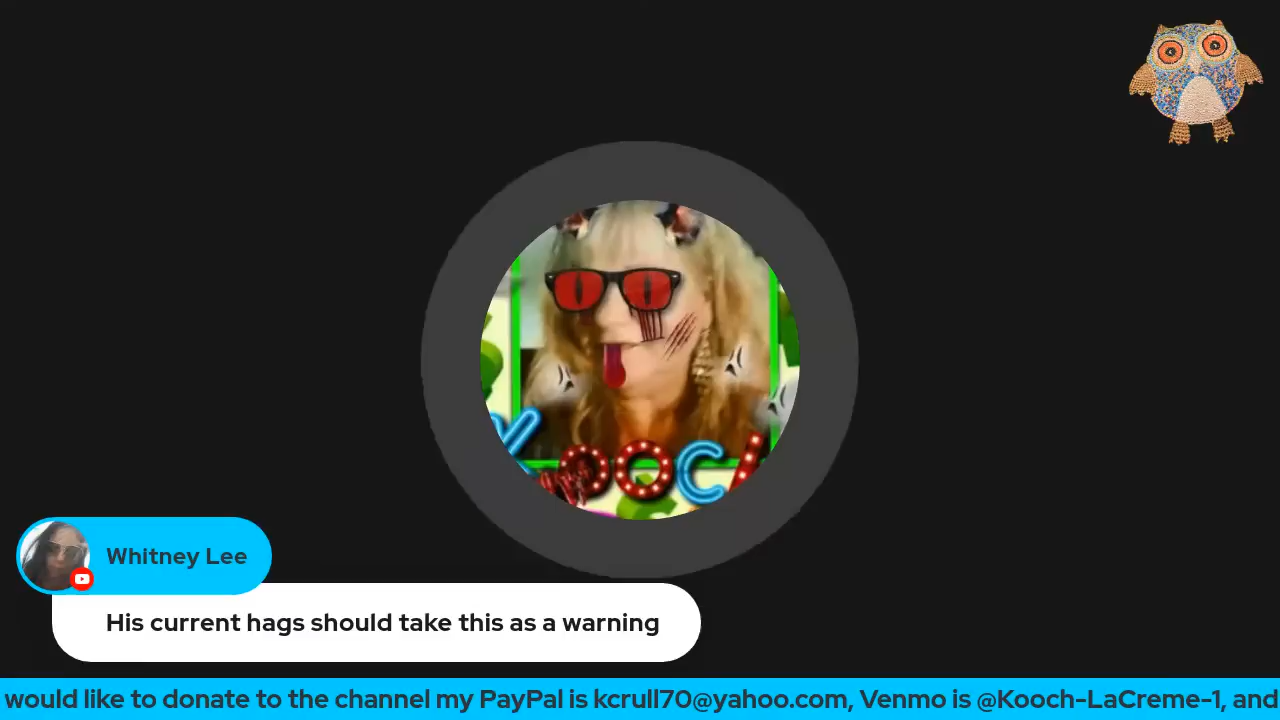 KOOCH
Whitney Lee
His current hags should take this as a warning
would like to donate to the channel my PayPal is kcrull70@yahoo.com, Venmo is @Kooch-LaCreme-1, and